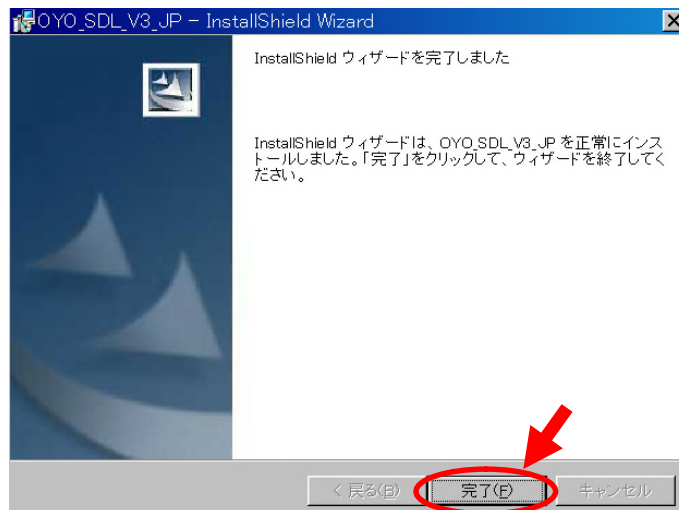 OYO_SDL_V3_JP - InstallShield Wizard
InstallShield ウィザードを完了しました
InstallShield ウィザードは、OYO_SDL_V3_JP を正常にインス
トールしました。「完了」をクリックして、ウィザードを終了してく
ださい。
< 戻る(B) 完了(F) キャンセル